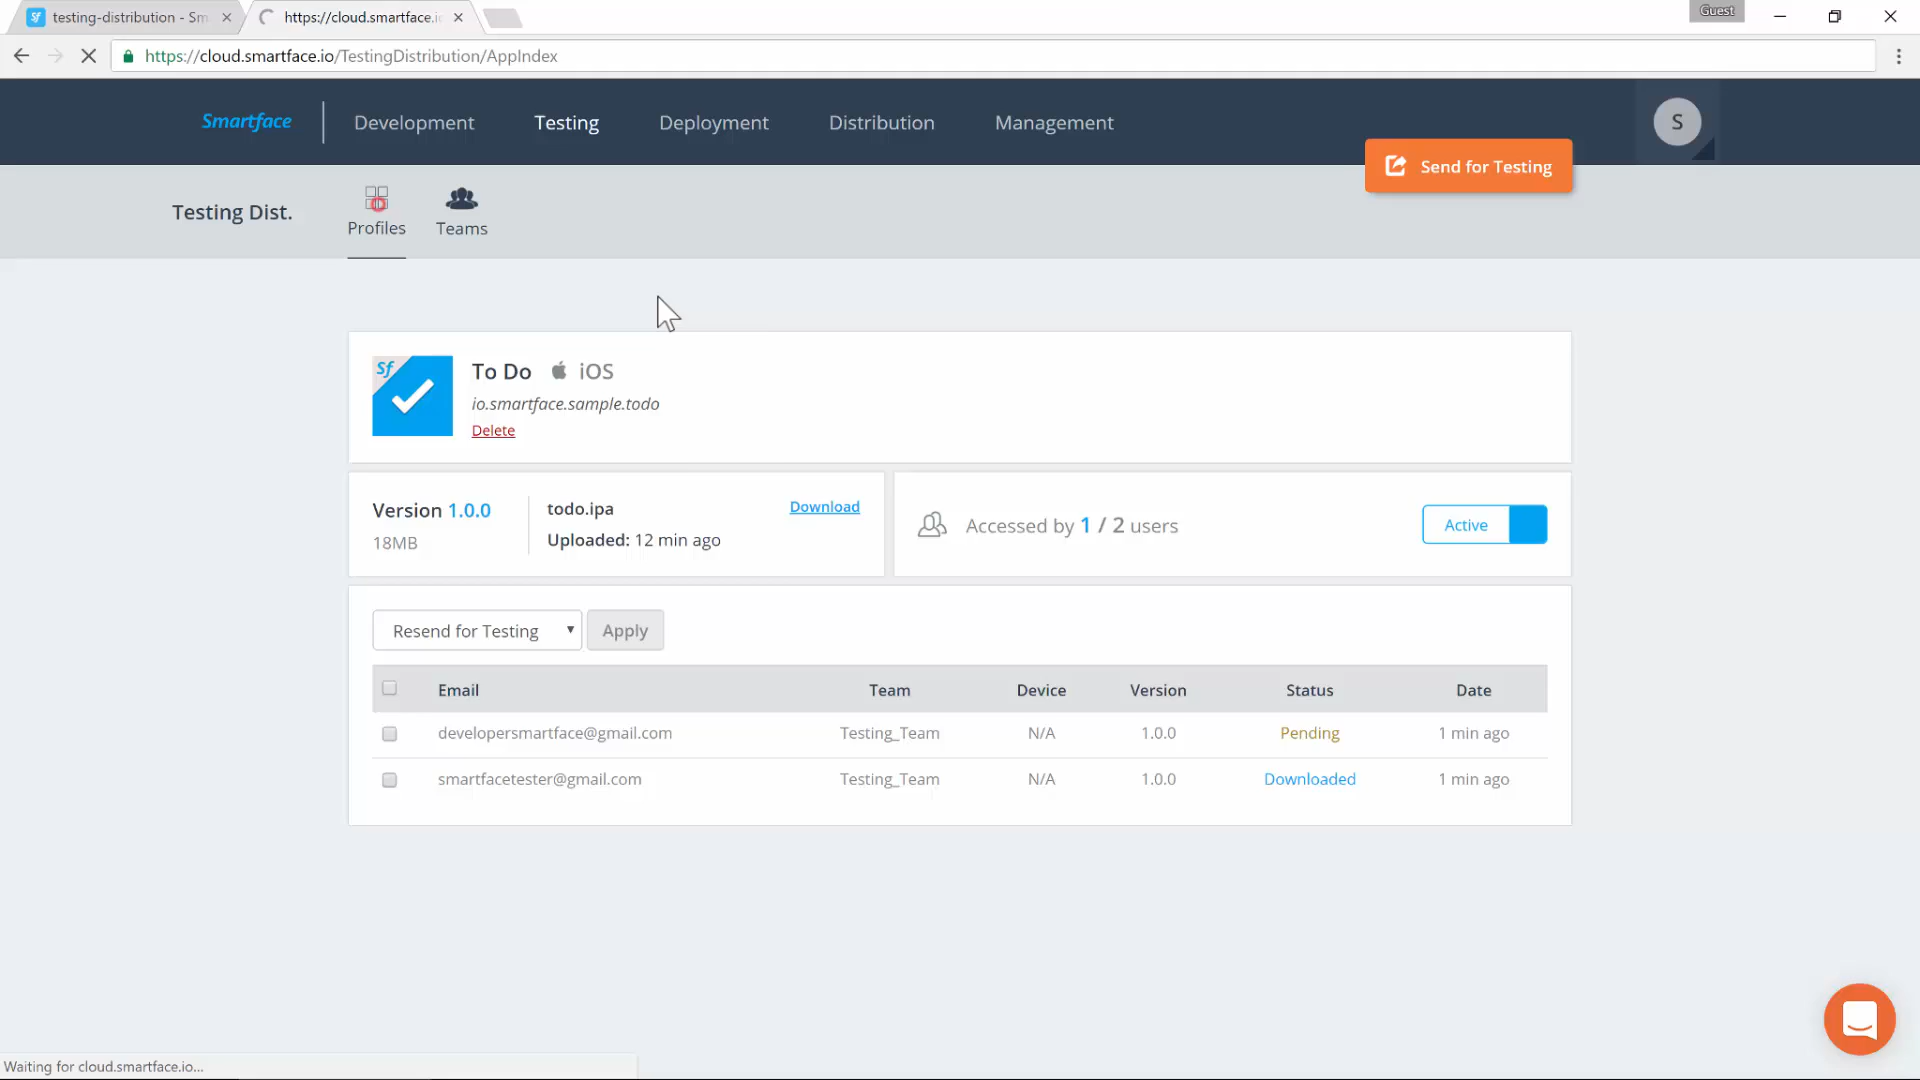 testing-distribution - Sm
https://cloud.smartface.io
Guest
https://cloud.smartface.io/TestingDistribution/AppIndex
Smartface
Development
Testing
Deployment
Distribution
Management
S
Send for Testing
Testing Dist.
Profiles
Teams
Sf
To Do iOS
io.smartface.sample.todo
Delete
Version 1.0.0
18MB
todo.ipa
Uploaded: 12 min ago
Download
Accessed by 1 / 2 users
Active
Resend for Testing
Apply
Email Team Device Version Status Date
developersmartface@gmail.com Testing_Team N/A 1.0.0 Pending 1 min ago
smartfacetester@gmail.com Testing_Team N/A 1.0.0 Downloaded 1 min ago
Waiting for cloud.smartface.io...